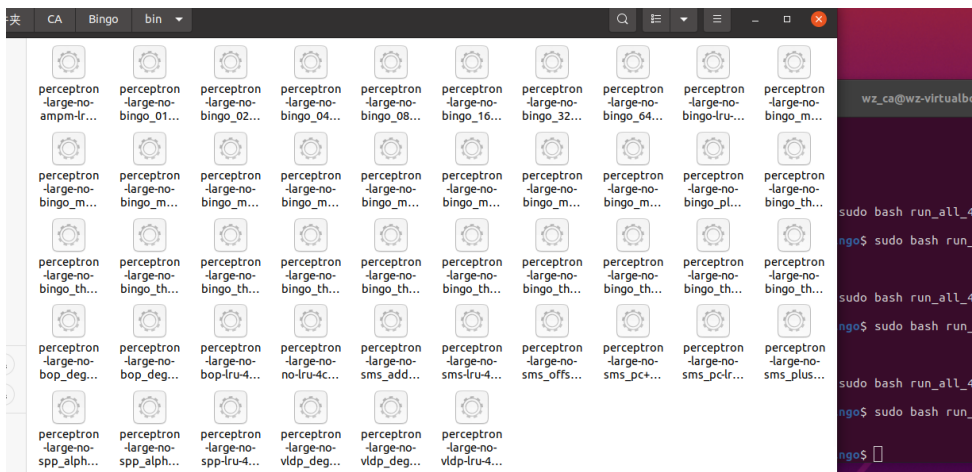 夹 CA Bingo bin
perceptron perceptron perceptron perceptron perceptron perceptron perceptron perceptron perceptron perceptron
-large-no- -large-no- -large-no- -large-no- -large-no- -large-no- -large-no- -large-no- -large-no- -large-no-
ampm-lr... bingo_01... bingo_02... bingo_04... bingo_08... bingo_16... bingo_32... bingo_64... bingo-lru-... bingo_m...
perceptron perceptron perceptron perceptron perceptron perceptron perceptron perceptron perceptron perceptron
-large-no- -large-no- -large-no- -large-no- -large-no- -large-no- -large-no- -large-no- -large-no- -large-no-
bingo_m... bingo_m... bingo_m... bingo_m... bingo_m... bingo_m... bingo_m... bingo_m... bingo_pl... bingo_th...
perceptron perceptron perceptron perceptron perceptron perceptron perceptron perceptron perceptron perceptron
-large-no- -large-no- -large-no- -large-no- -large-no- -large-no- -large-no- -large-no- -large-no- -large-no-
bingo_th... bingo_th... bingo_th... bingo_th... bingo_th... bingo_th... bingo_th... bingo_th... bingo_th... bingo_th...
perceptron perceptron perceptron perceptron perceptron perceptron perceptron perceptron perceptron perceptron
-large-no- -large-no- -large-no- -large-no- -large-no- -large-no- -large-no- -large-no- -large-no- -large-no-
bop_deg... bop_deg... bop-lru-4... no-lru-4c... sms_add... sms-lru-4... sms_offs... sms_pc+... sms_pc-lr... sms_plus...
perceptron perceptron perceptron perceptron perceptron perceptron
-large-no- -large-no- -large-no- -large-no- -large-no- -large-no-
spp_alph... spp_alph... spp-lru-4... vldp_deg... vldp_deg... vldp-lru-4...
wz_ca@wz-virtualbo
sudo bash run_all_4
ngo$ sudo bash run_
sudo bash run_all_4
ngo$ sudo bash run_
sudo bash run_all_4
ngo$ sudo bash run_
ngo$